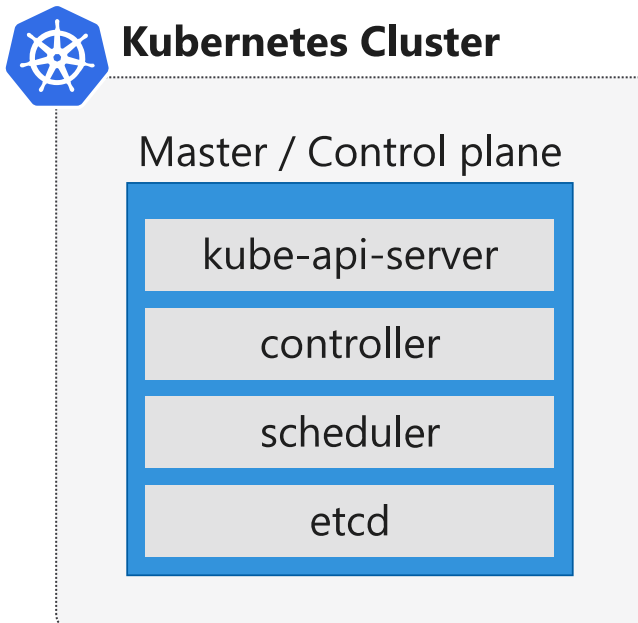 Kubernetes Cluster
Master / Control plane
kube-api-server
controller
scheduler
etcd